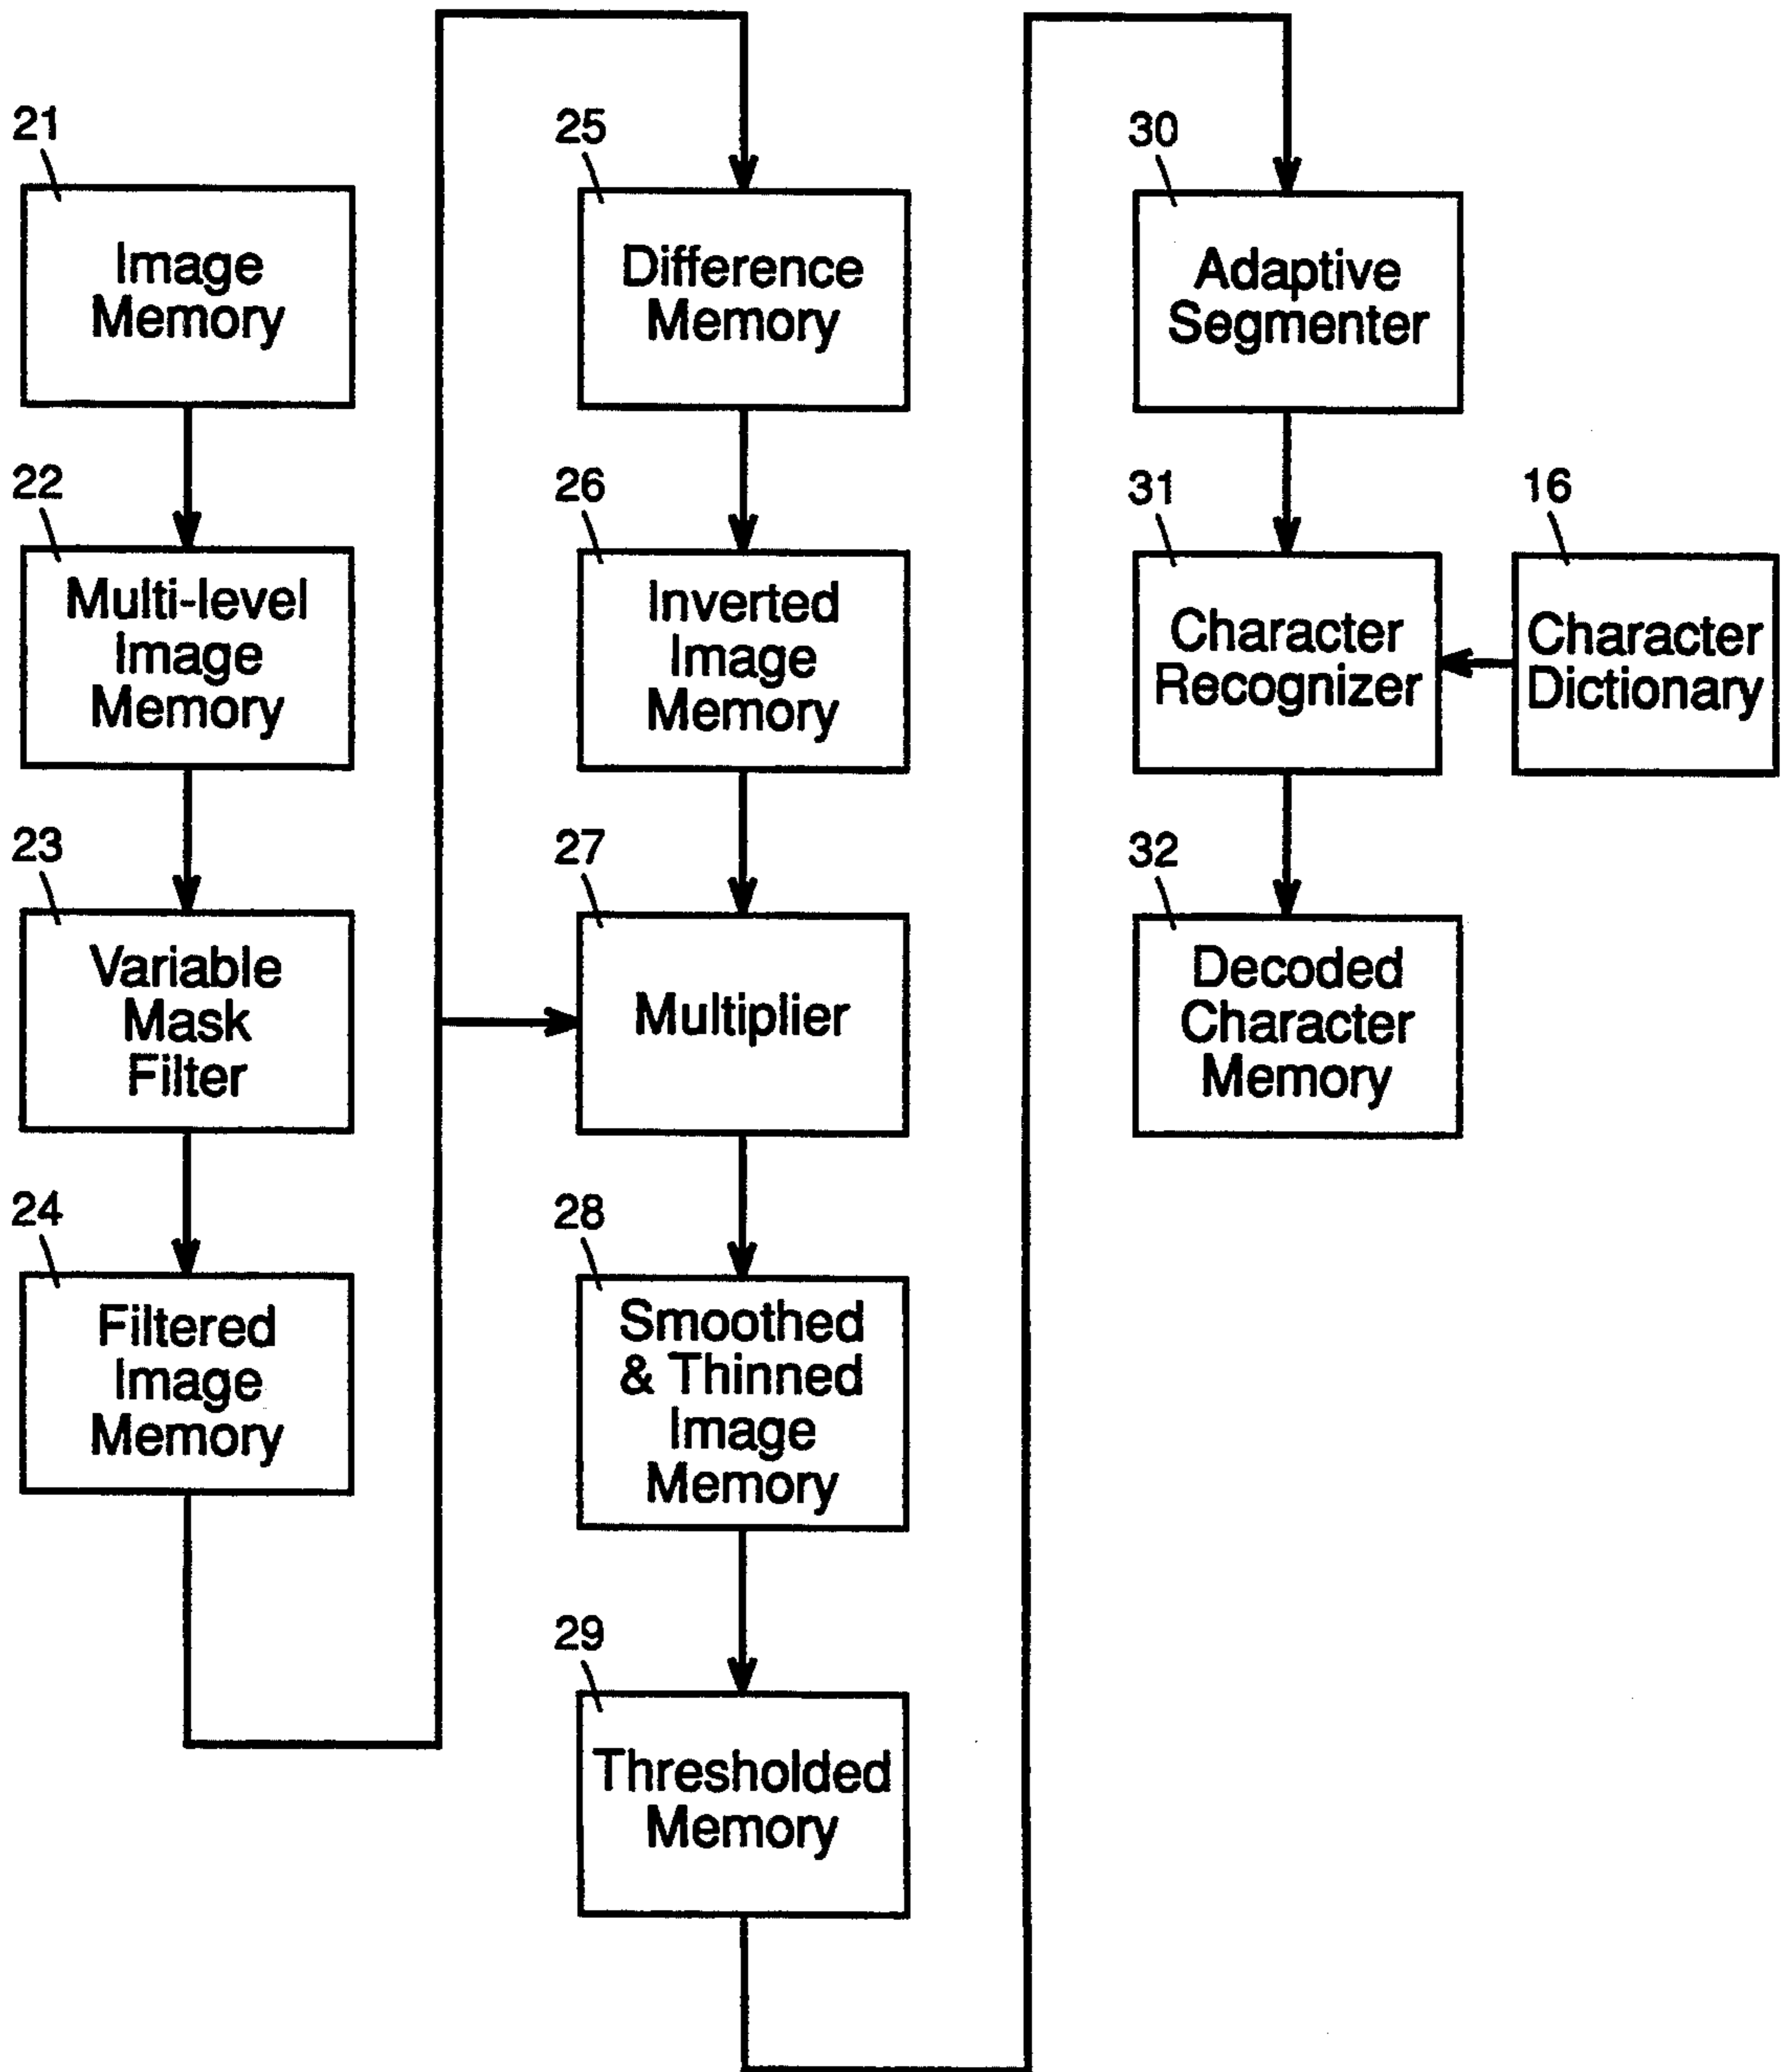 21
Image
Memory
22
Multi-level
Image
Memory
23
Variable
Mask
Filter
24
Filtered
Image
Memory
25
Difference
Memory
26
Inverted
Image
Memory
27
Multiplier
28
Smoothed
& Thinned
Image
Memory
29
Thresholded
Memory
30
Adaptive
Segmenter
31
Character
Recognizer
16
Character
Dictionary
32
Decoded
Character
Memory